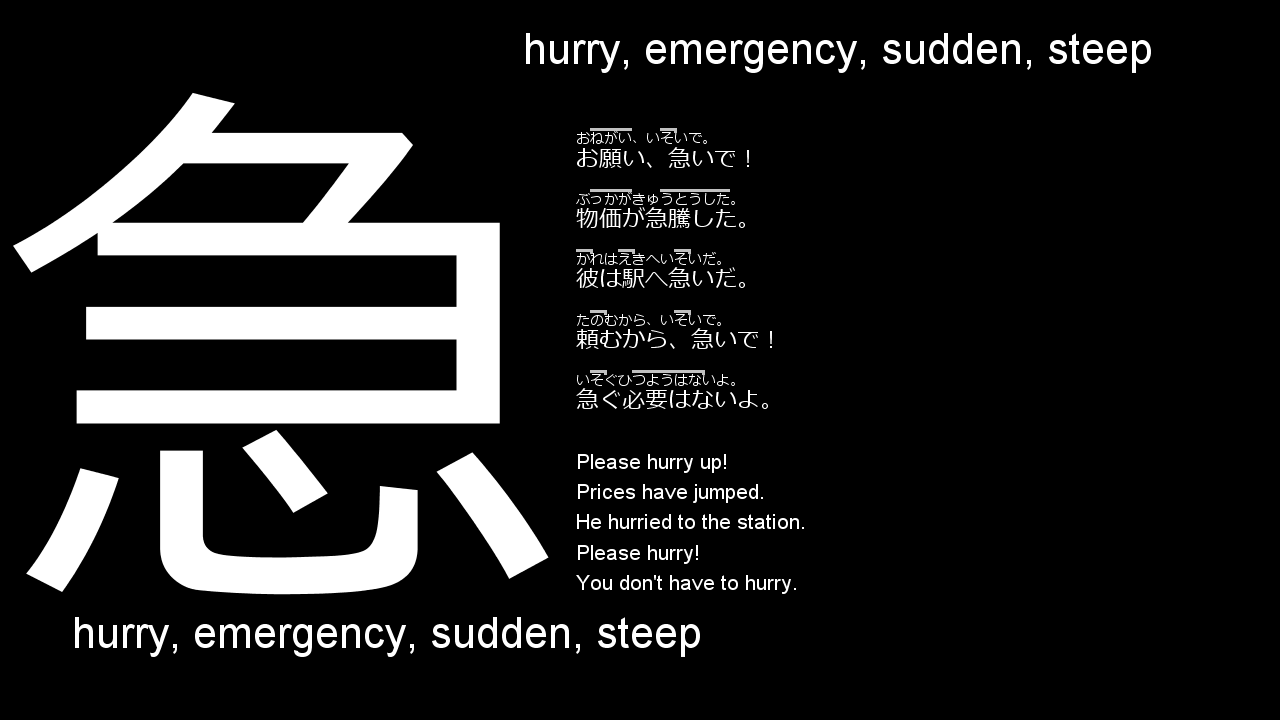 hurry, emergency, sudden, steep
急
おねがい、いそいで。
お願い、急いで！
ぶっかがきゅうとうした。
物価が急騰した。
かれはえきへいそいだ。
彼は駅へ急いだ。
たのむから、いそいで。
頼むから、急いで！
いそぐひつようはないよ。
急ぐ必要はないよ。
Please hurry up!
Prices have jumped.
He hurried to the station.
Please hurry!
You don't have to hurry.
hurry, emergency, sudden, steep